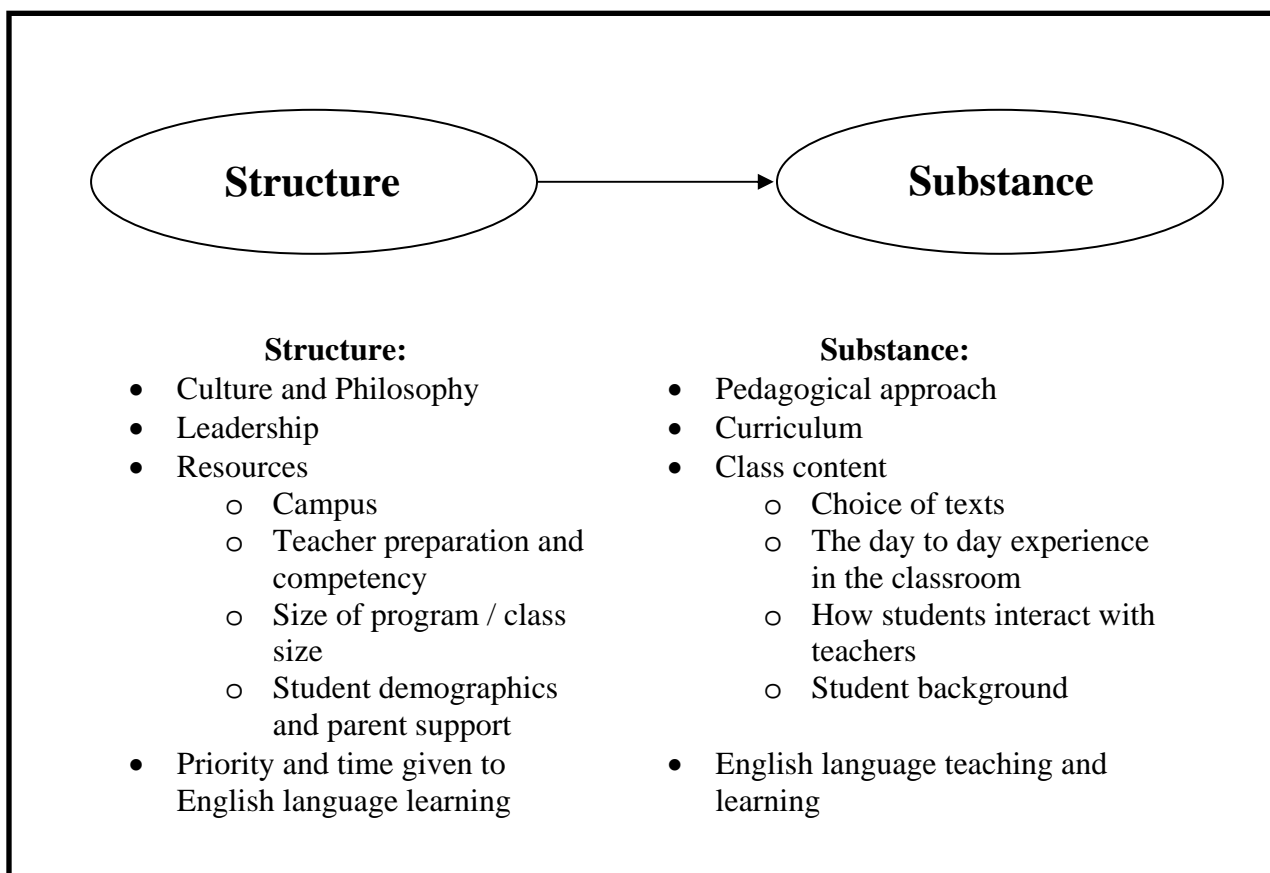 Structure
Substance
Structure:
• Culture and Philosophy
• Leadership
• Resources
o Campus
o Teacher preparation and
competency
o Size of program / class
size
o Student demographics
and parent support
• Priority and time given to
English language learning
Substance:
• Pedagogical approach
• Curriculum
• Class content
o Choice of texts
o The day to day experience
in the classroom
o How students interact with
teachers
o Student background
• English language teaching and
learning